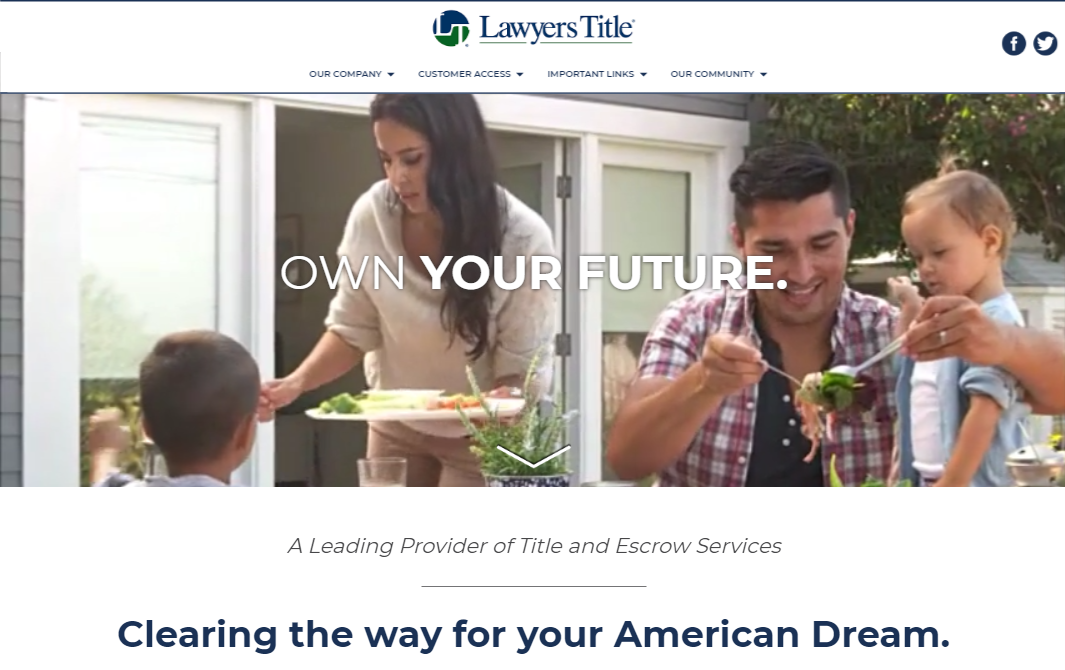 LT Lawyers Title®
OUR COMPANY CUSTOMER ACCESS IMPORTANT LINKS OUR COMMUNITY
OWN YOUR FUTURE.
A Leading Provider of Title and Escrow Services
Clearing the way for your American Dream.